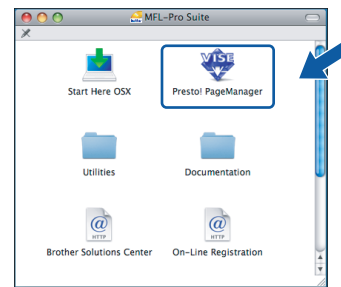 MFL-Pro Suite
VISE
Start Here OSX
Presto! PageManager
Utilities
Documentation
@
HTTP
@
HTTP
Brother Solutions Center
On-Line Registration